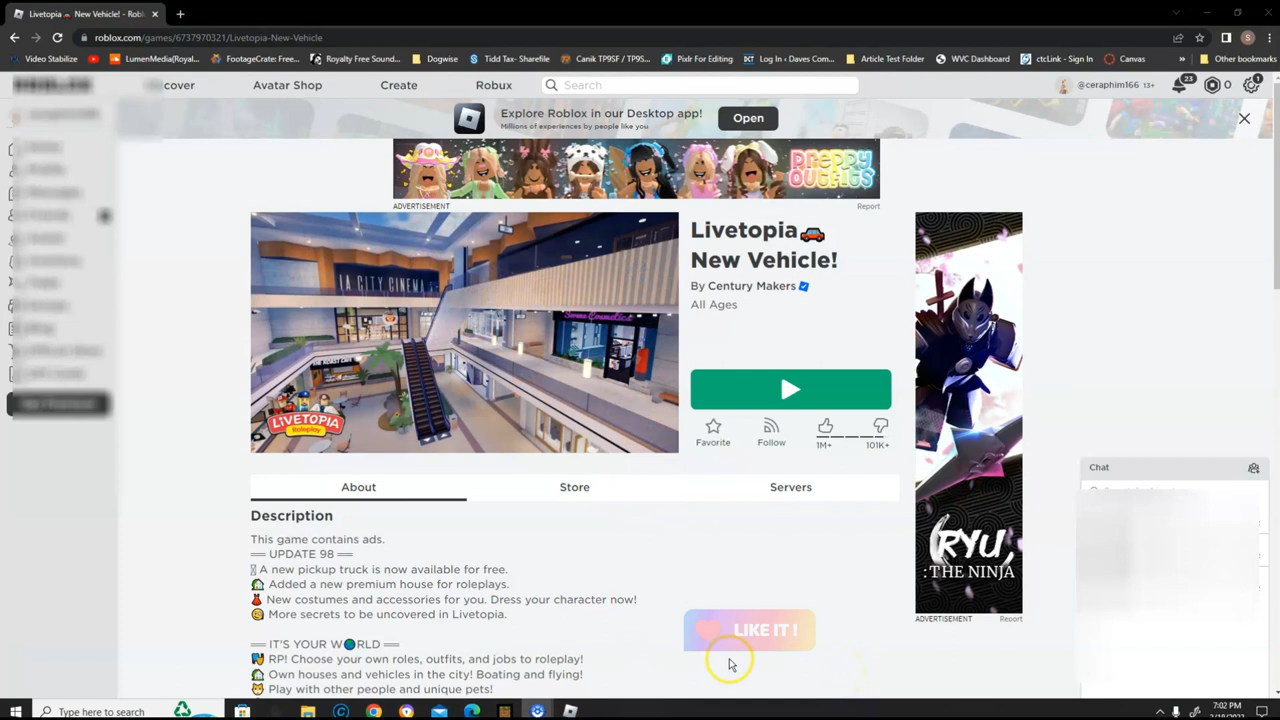 Livetopia🚗 New Vehicle! - Robl
roblox.com/games/6737970321/Livetopia-New-Vehicle
Video Stabilize
LumenMedia(Royal...
FootageCrate: Free...
Royalty Free Sound...
Dogwise
Tidd Tax- Sharefile
Canik TP9SF / TP9S...
Pixlr For Editing
Log In ‹ Daves Com...
Article Test Folder
WVC Dashboard
ctcLink - Sign In
Canvas
»
Other bookmarks
cover
Avatar Shop
Create
Robux
Search
@ceraphim166 13+
23
0
1
Explore Roblox in our Desktop app!
Millions of experiences by people like you
Open
PREPPY
OUTFITS
ADVERTISEMENT
Report
LA CITY CINEMA
LIVETOPIA
Roleplay
Livetopia🚗
New Vehicle!
By Century Makers
All Ages
Favorite
Follow
1M+
101K+
RYU,
:THE NINJA
ADVERTISEMENT
Report
About
Store
Servers
Description
This game contains ads.
══ UPDATE 98 ══
A new pickup truck is now available for free.
🏠 Added a new premium house for roleplays.
👗 New costumes and accessories for you. Dress your character now!
😉 More secrets to be uncovered in Livetopia.
══ IT'S YOUR W🌎RLD ══
🎭 RP! Choose your own roles, outfits, and jobs to roleplay!
🏠 Own houses and vehicles in the city! Boating and flying!
🐱 Play with other people and unique pets!
LIKE IT !
Chat
Type here to search
7:02 PM